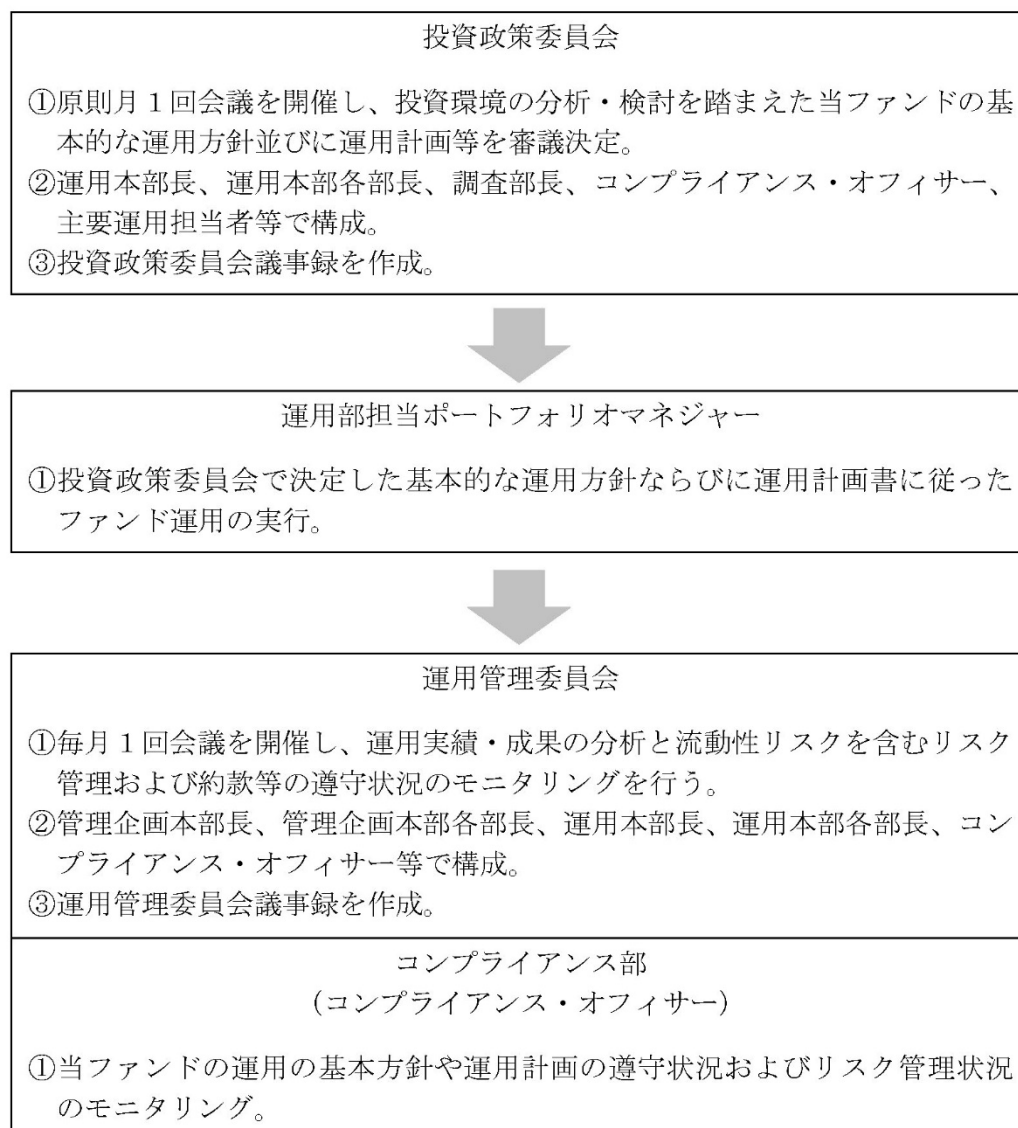 投資政策委員会
①原則月１回会議を開催し、投資環境の分析・検討を踏まえた当ファンドの基
本的な運用方針並びに運用計画等を審議決定。
②運用本部長、運用本部各部長、調査部長、コンプライアンス・オフィサー、
主要運用担当者等で構成。
③投資政策委員会議事録を作成。
運用部担当ポートフォリオマネジャー
①投資政策委員会で決定した基本的な運用方針ならびに運用計画書に従った
ファンド運用の実行。
運用管理委員会
①毎月１回会議を開催し、運用実績・成果の分析と流動性リスクを含むリスク
管理および約款等の遵守状況のモニタリングを行う。
②管理企画本部長、管理企画本部各部長、運用本部長、運用本部各部長、コン
プライアンス・オフィサー等で構成。
③運用管理委員会議事録を作成。
コンプライアンス部
（コンプライアンス・オフィサー）
①当ファンドの運用の基本方針や運用計画の遵守状況およびリスク管理状況
のモニタリング。